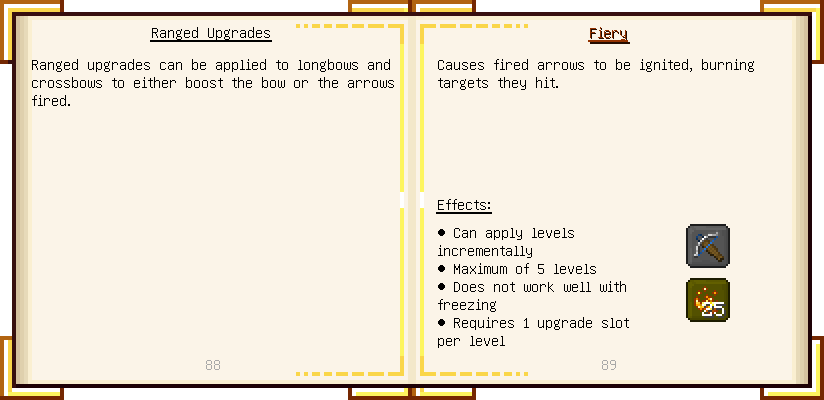 Ranged Upgrades
Ranged upgrades can be applied to longbows and
crossbows to either boost the bow or the arrows
fired.
88
Fiery
Causes fired arrows to be ignited, burning
targets they hit.
Effects:
• Can apply levels
incrementally
• Maximum of 5 levels
• Does not work well with
freezing
• Requires 1 upgrade slot
per level
25
89